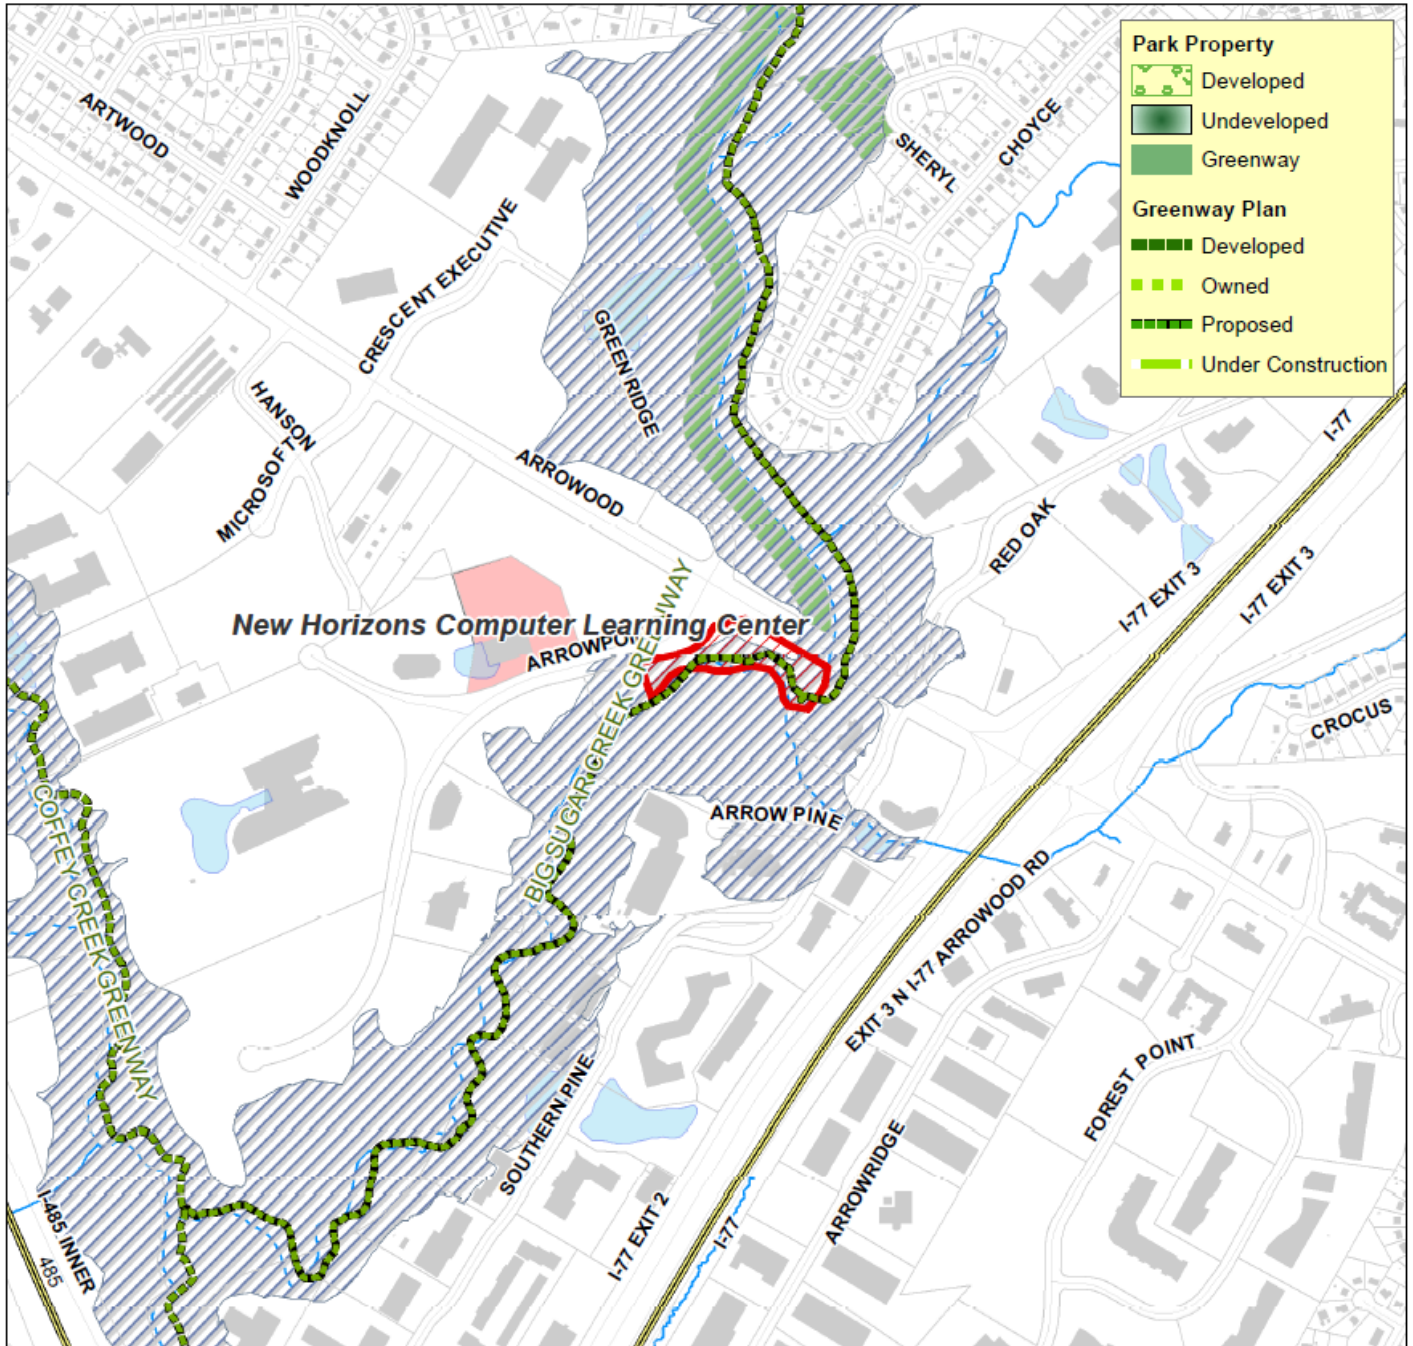 Park Property
Developed
Undeveloped
Greenway
Greenway Plan
Developed
Owned
Proposed
Under Construction
ARTWOOD
WOODKNOLL
SHERYL
CHOYCE
CRESCENT EXECUTIVE
GREEN RIDGE
HANSON
MICROSOFT
ARROWOOD
I-77
RED OAK
I-77 EXIT 3
I-77 EXIT 3
New Horizons Computer Learning Center
BIG SUGAR CREEK GREENWAY
CROCUS
ARROW PINE
COFFEY CREEK GREENWAY
EXIT 3 N I-77 ARROWOOD RD
FOREST POINT
SOUTHERN PINE
ARROWRIDGE
I-77 EXIT 2
I-77
I-485 INNER
485